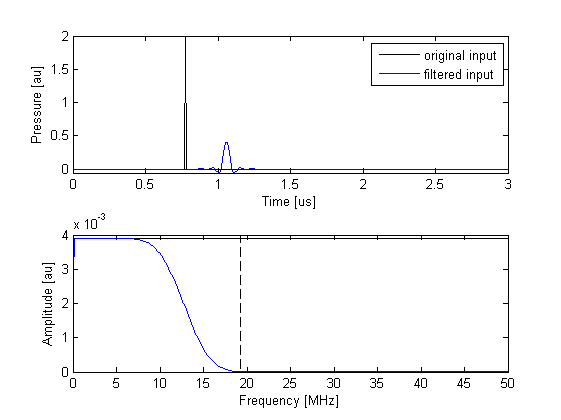 2
1.5
1
0.5
0
Pressure [au]
original input
filtered input
0 0.5 1 1.5 2 2.5 3
Time [us]
x 10^-3
4
3
2
1
0
Amplitude [au]
0 5 10 15 20 25 30 35 40 45 50
Frequency [MHz]